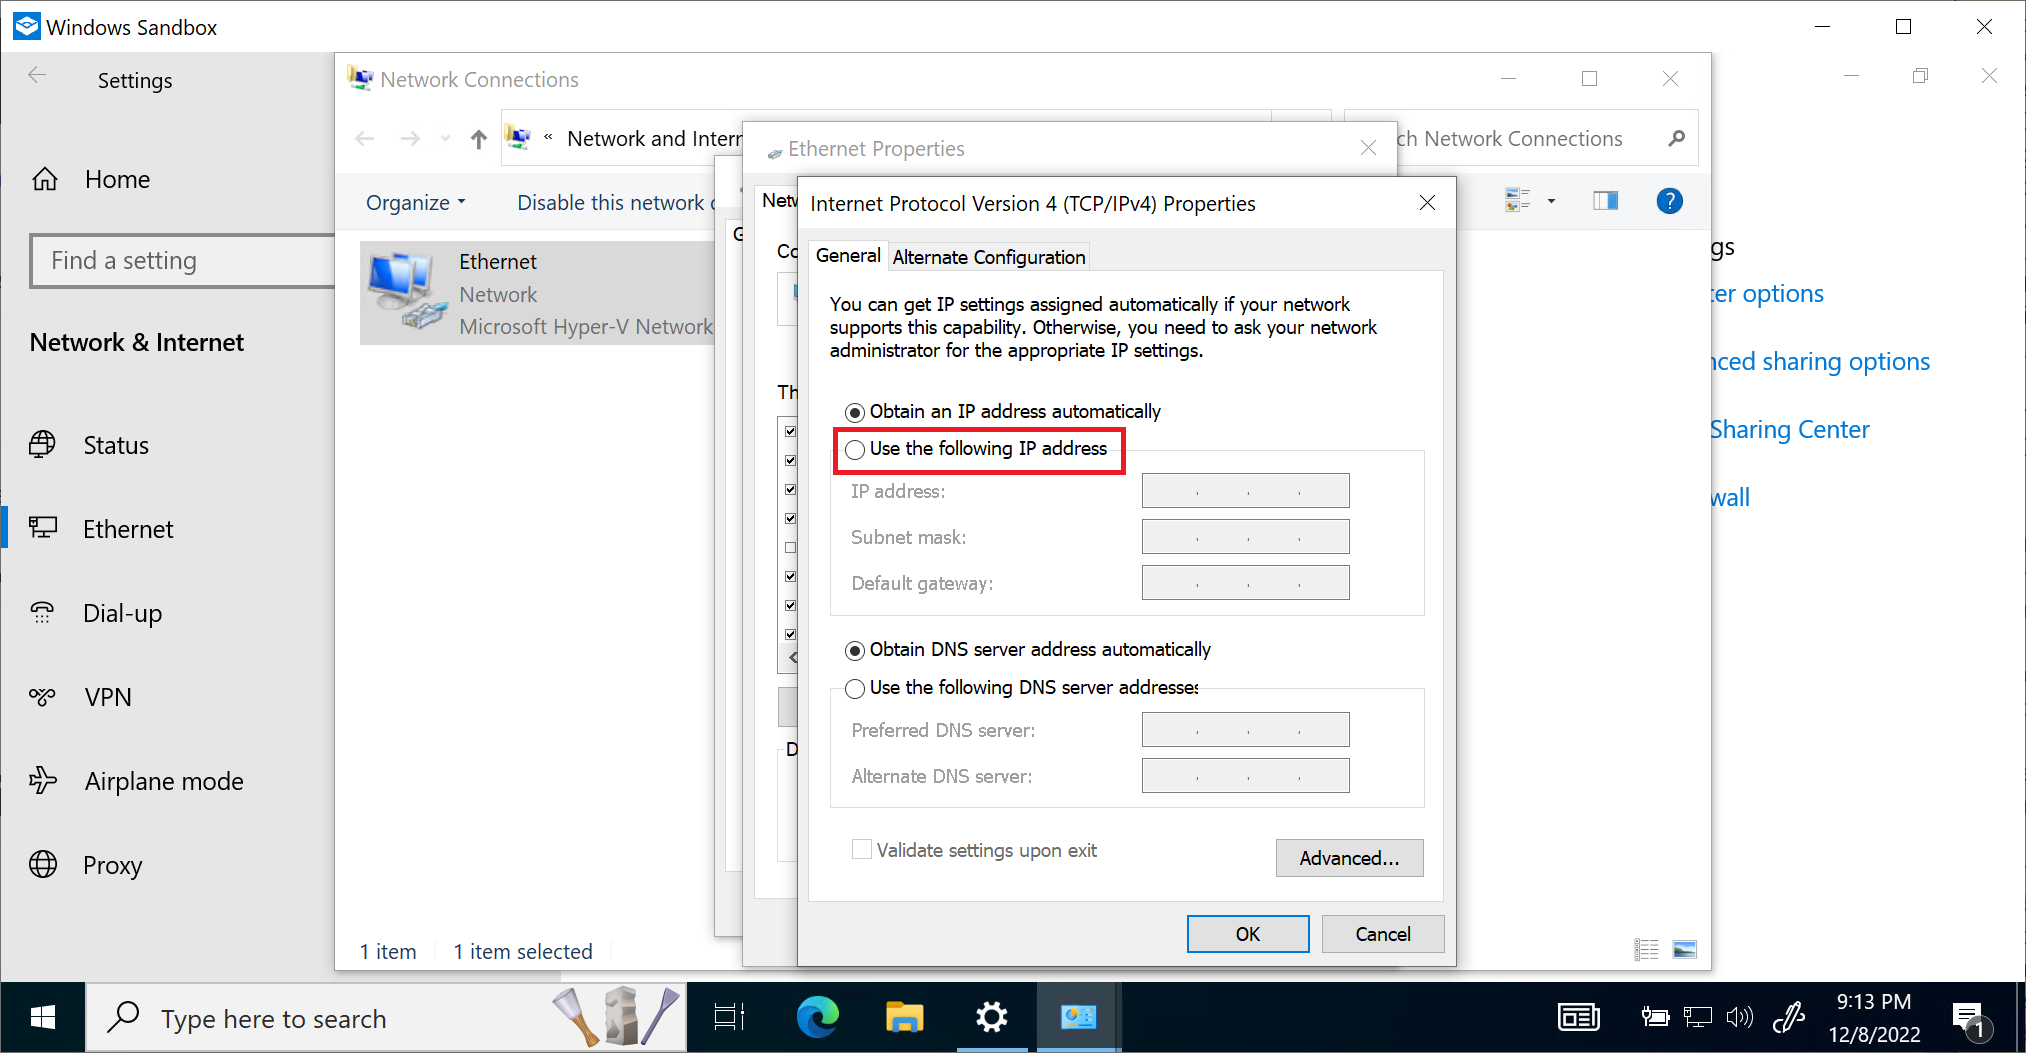 Windows Sandbox
Settings
Home
Find a setting
Network & Internet
Status
Ethernet
Dial-up
VPN
Airplane mode
Proxy
Network Connections
« Network and Intern
ch Network Connections
Organize
Disable this network
Ethernet
Network
Microsoft Hyper-V Network
1 item
1 item selected
gs
ter options
nced sharing options
Sharing Center
wall
Ethernet Properties
Netw
Co
Th
D
Internet Protocol Version 4 (TCP/IPv4) Properties
General
Alternate Configuration
You can get IP settings assigned automatically if your network
supports this capability. Otherwise, you need to ask your network
administrator for the appropriate IP settings.
Obtain an IP address automatically
Use the following IP address
IP address:
Subnet mask:
Default gateway:
Obtain DNS server address automatically
Use the following DNS server addresses
Preferred DNS server:
Alternate DNS server:
Validate settings upon exit
Advanced...
OK
Cancel
Type here to search
9:13 PM
12/8/2022
1